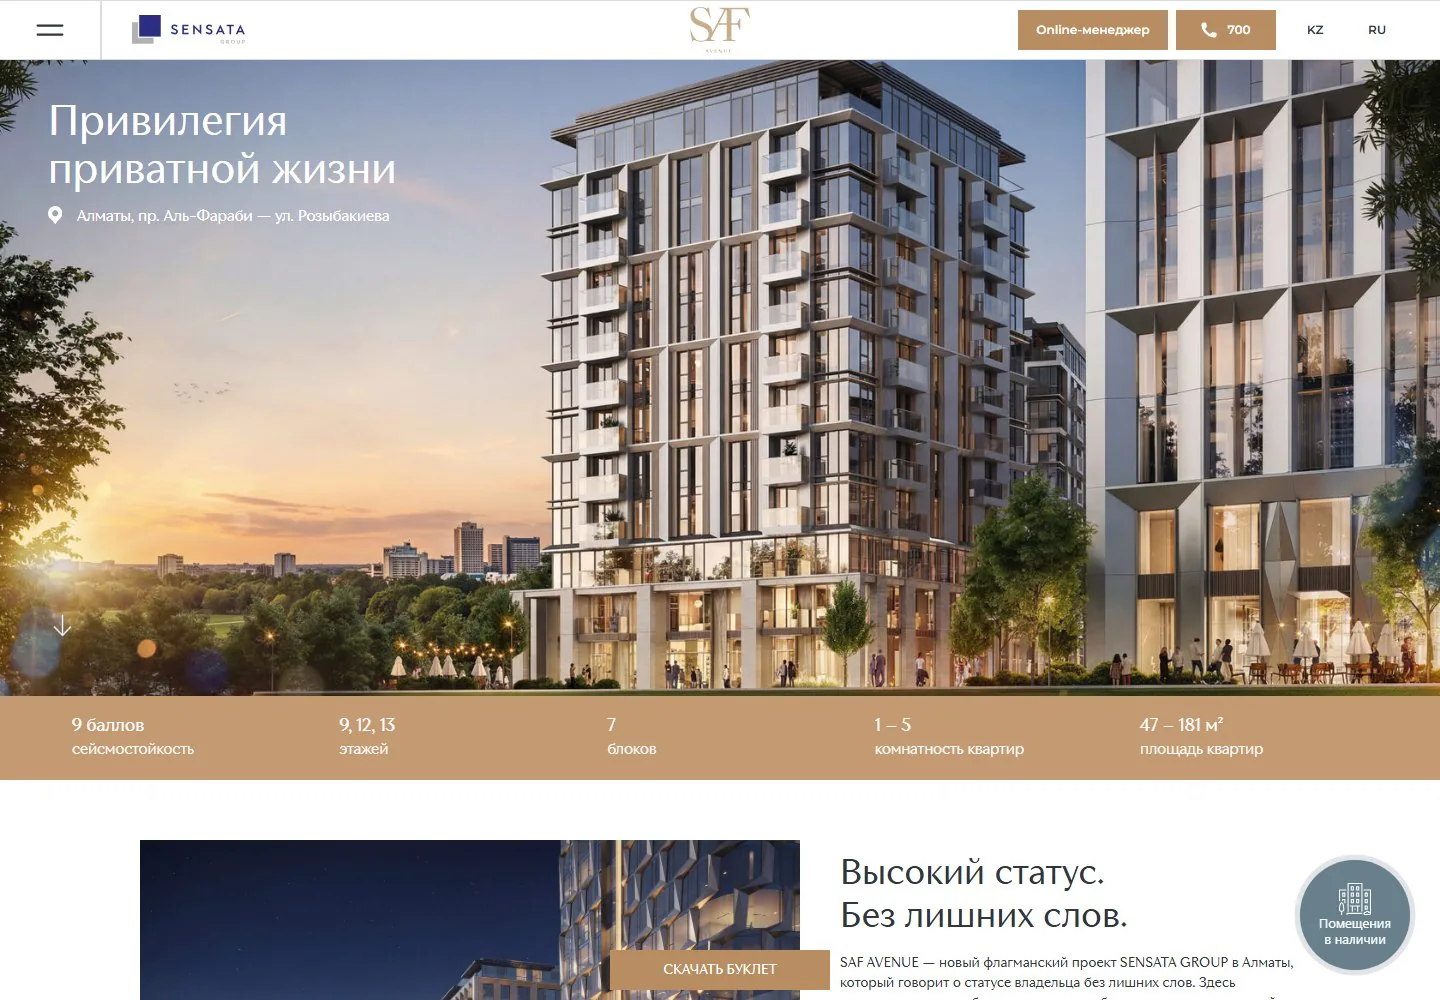 SENSATA
GROUP
SAF
AVENUE
Online-менеджер
700
KZ
RU
Привилегия
приватной жизни
Алматы, пр. Аль-Фараби — ул. Розыбакиева
9 баллов
сейсмостойкость
9, 12, 13
этажей
7
блоков
1 – 5
комнатность квартир
47 – 181 м²
площадь квартир
Высокий статус.
Без лишних слов.
SAF AVENUE — новый флагманский проект SENSATA GROUP в Алматы,
который говорит о статусе владельца без лишних слов. Здесь
СКАЧАТЬ БУКЛЕТ
Помещения
в наличии